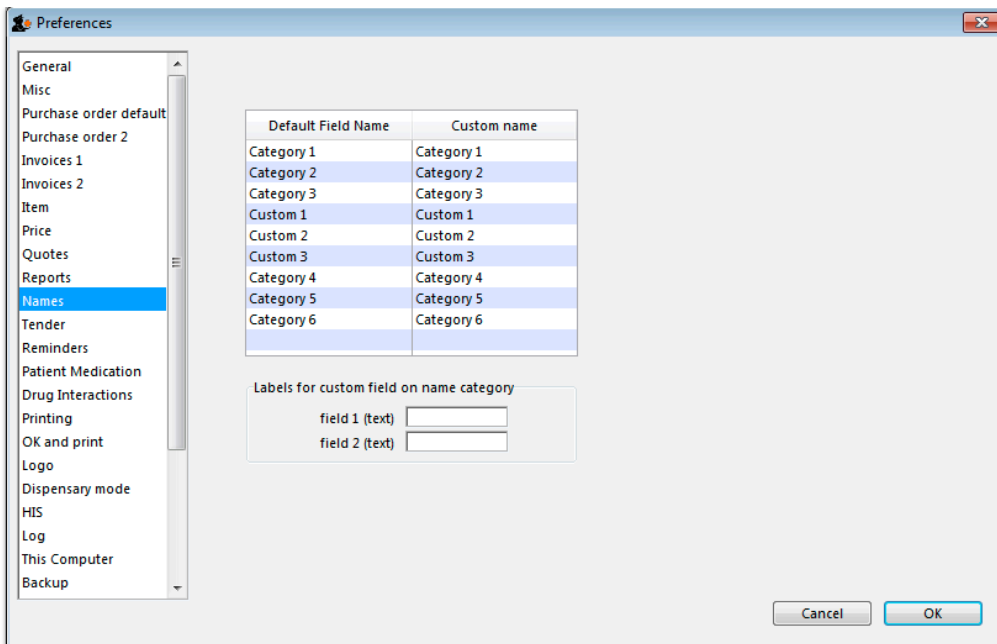 Preferences
General
Misc
Purchase order default
Purchase order 2
Invoices 1
Invoices 2
Item
Price
Quotes
Reports
Names
Tender
Reminders
Patient Medication
Drug Interactions
Printing
OK and print
Logo
Dispensary mode
HIS
Log
This Computer
Backup
Default Field Name Custom name
Category 1 Category 1
Category 2 Category 2
Category 3 Category 3
Custom 1 Custom 1
Custom 2 Custom 2
Custom 3 Custom 3
Category 4 Category 4
Category 5 Category 5
Category 6 Category 6
Labels for custom field on name category
field 1 (text)
field 2 (text)
Cancel OK